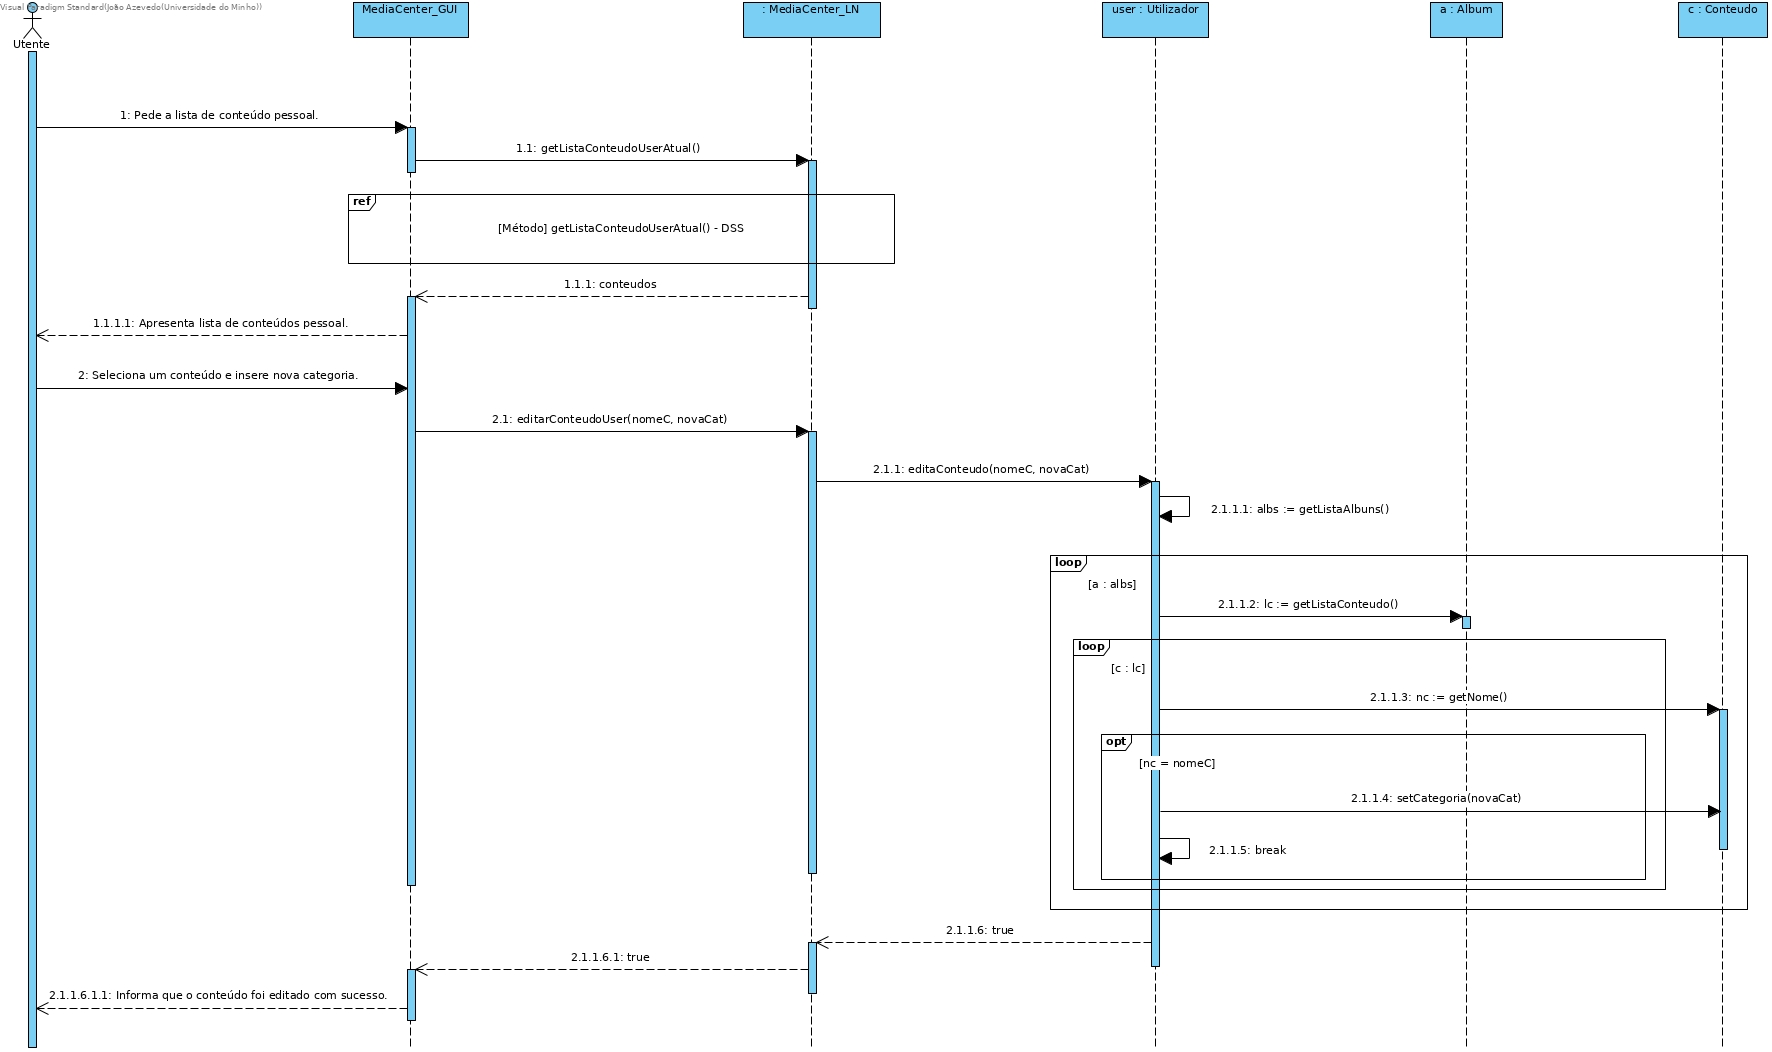 Visual Paradigm Standard(João Azevedo(Universidade do Minho))
Utente
MediaCenter_GUI
: MediaCenter_LN
user : Utilizador
a : Album
c : Conteudo
1: Pede a lista de conteúdo pessoal.
1.1: getListaConteudoUserAtual()
ref
[Método] getListaConteudoUserAtual() - DSS
1.1.1: conteudos
1.1.1.1: Apresenta lista de conteúdos pessoal.
2: Seleciona um conteúdo e insere nova categoria.
2.1: editarConteudoUser(nomeC, novaCat)
2.1.1: editaConteudo(nomeC, novaCat)
2.1.1.1: albs := getListaAlbuns()
loop
[a : albs]
2.1.1.2: lc := getListaConteudo()
loop
[c : lc]
2.1.1.3: nc := getNome()
opt
[nc = nomeC]
2.1.1.4: setCategoria(novaCat)
2.1.1.5: break
2.1.1.6: true
2.1.1.6.1: true
2.1.1.6.1.1: Informa que o conteúdo foi editado com sucesso.